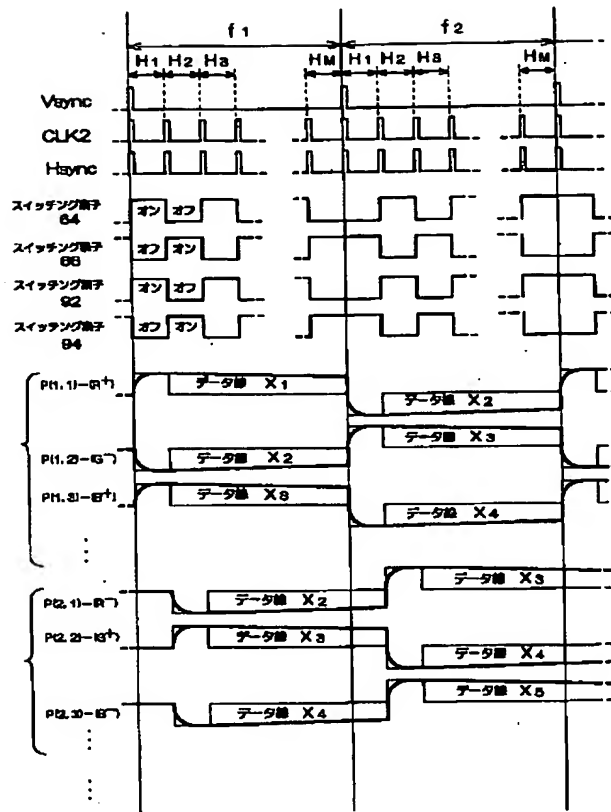 f 1 f 2
H1 H2 H3 HM H1 H2 H3 HM
Vsync
CLK2
Hsync
スイッチング素子 64 オン オフ
スイッチング素子 66 オフ オン
スイッチング素子 92 オン オフ
スイッチング素子 94 オフ オン
P(1,1)-(R+) データ線 X1 データ線 X2
P(1,2)-(G-) データ線 X2 データ線 X3
P(1,3)-(B+) データ線 X3 データ線 X4
⋮
P(2,1)-(R-) データ線 X2 データ線 X3
P(2,2)-(G+) データ線 X3 データ線 X4
P(2,3)-(B-) データ線 X4 データ線 X5
⋮
⋮